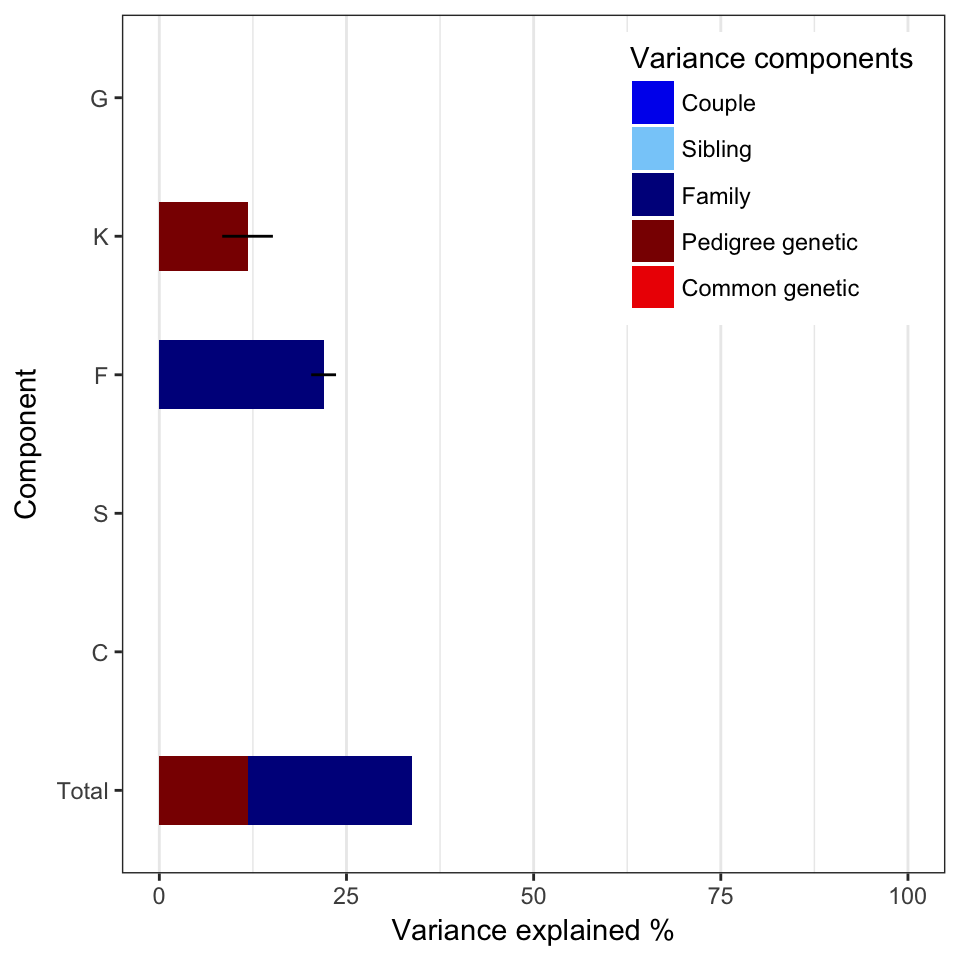 Variance components
Couple
Sibling
Family
Pedigree genetic
Common genetic
Component
G
K
F
S
C
Total
0 25 50 75 100
Variance explained %